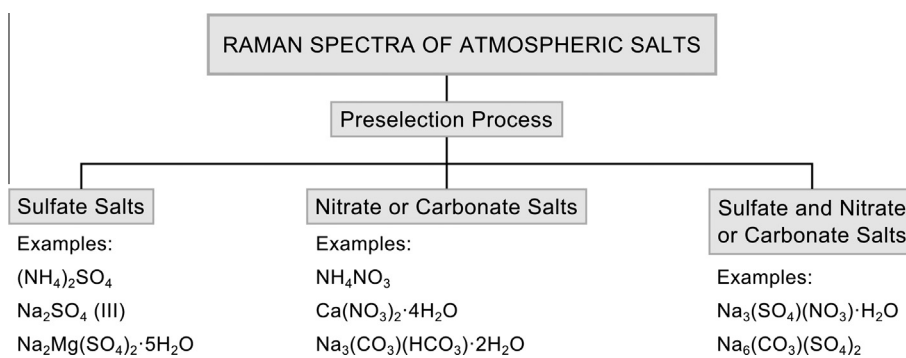 RAMAN SPECTRA OF ATMOSPHERIC SALTS
Preselection Process
Sulfate Salts
Examples:
(NH₄)₂SO₄
Na₂SO₄ (III)
Na₂Mg(SO₄)₂·5H₂O
Nitrate or Carbonate Salts
Examples:
NH₄NO₃
Ca(NO₃)₂·4H₂O
Na₃(CO₃)(HCO₃)·2H₂O
Sulfate and Nitrate
or Carbonate Salts
Examples:
Na₃(SO₄)(NO₃)·H₂O
Na₆(CO₃)(SO₄)₂